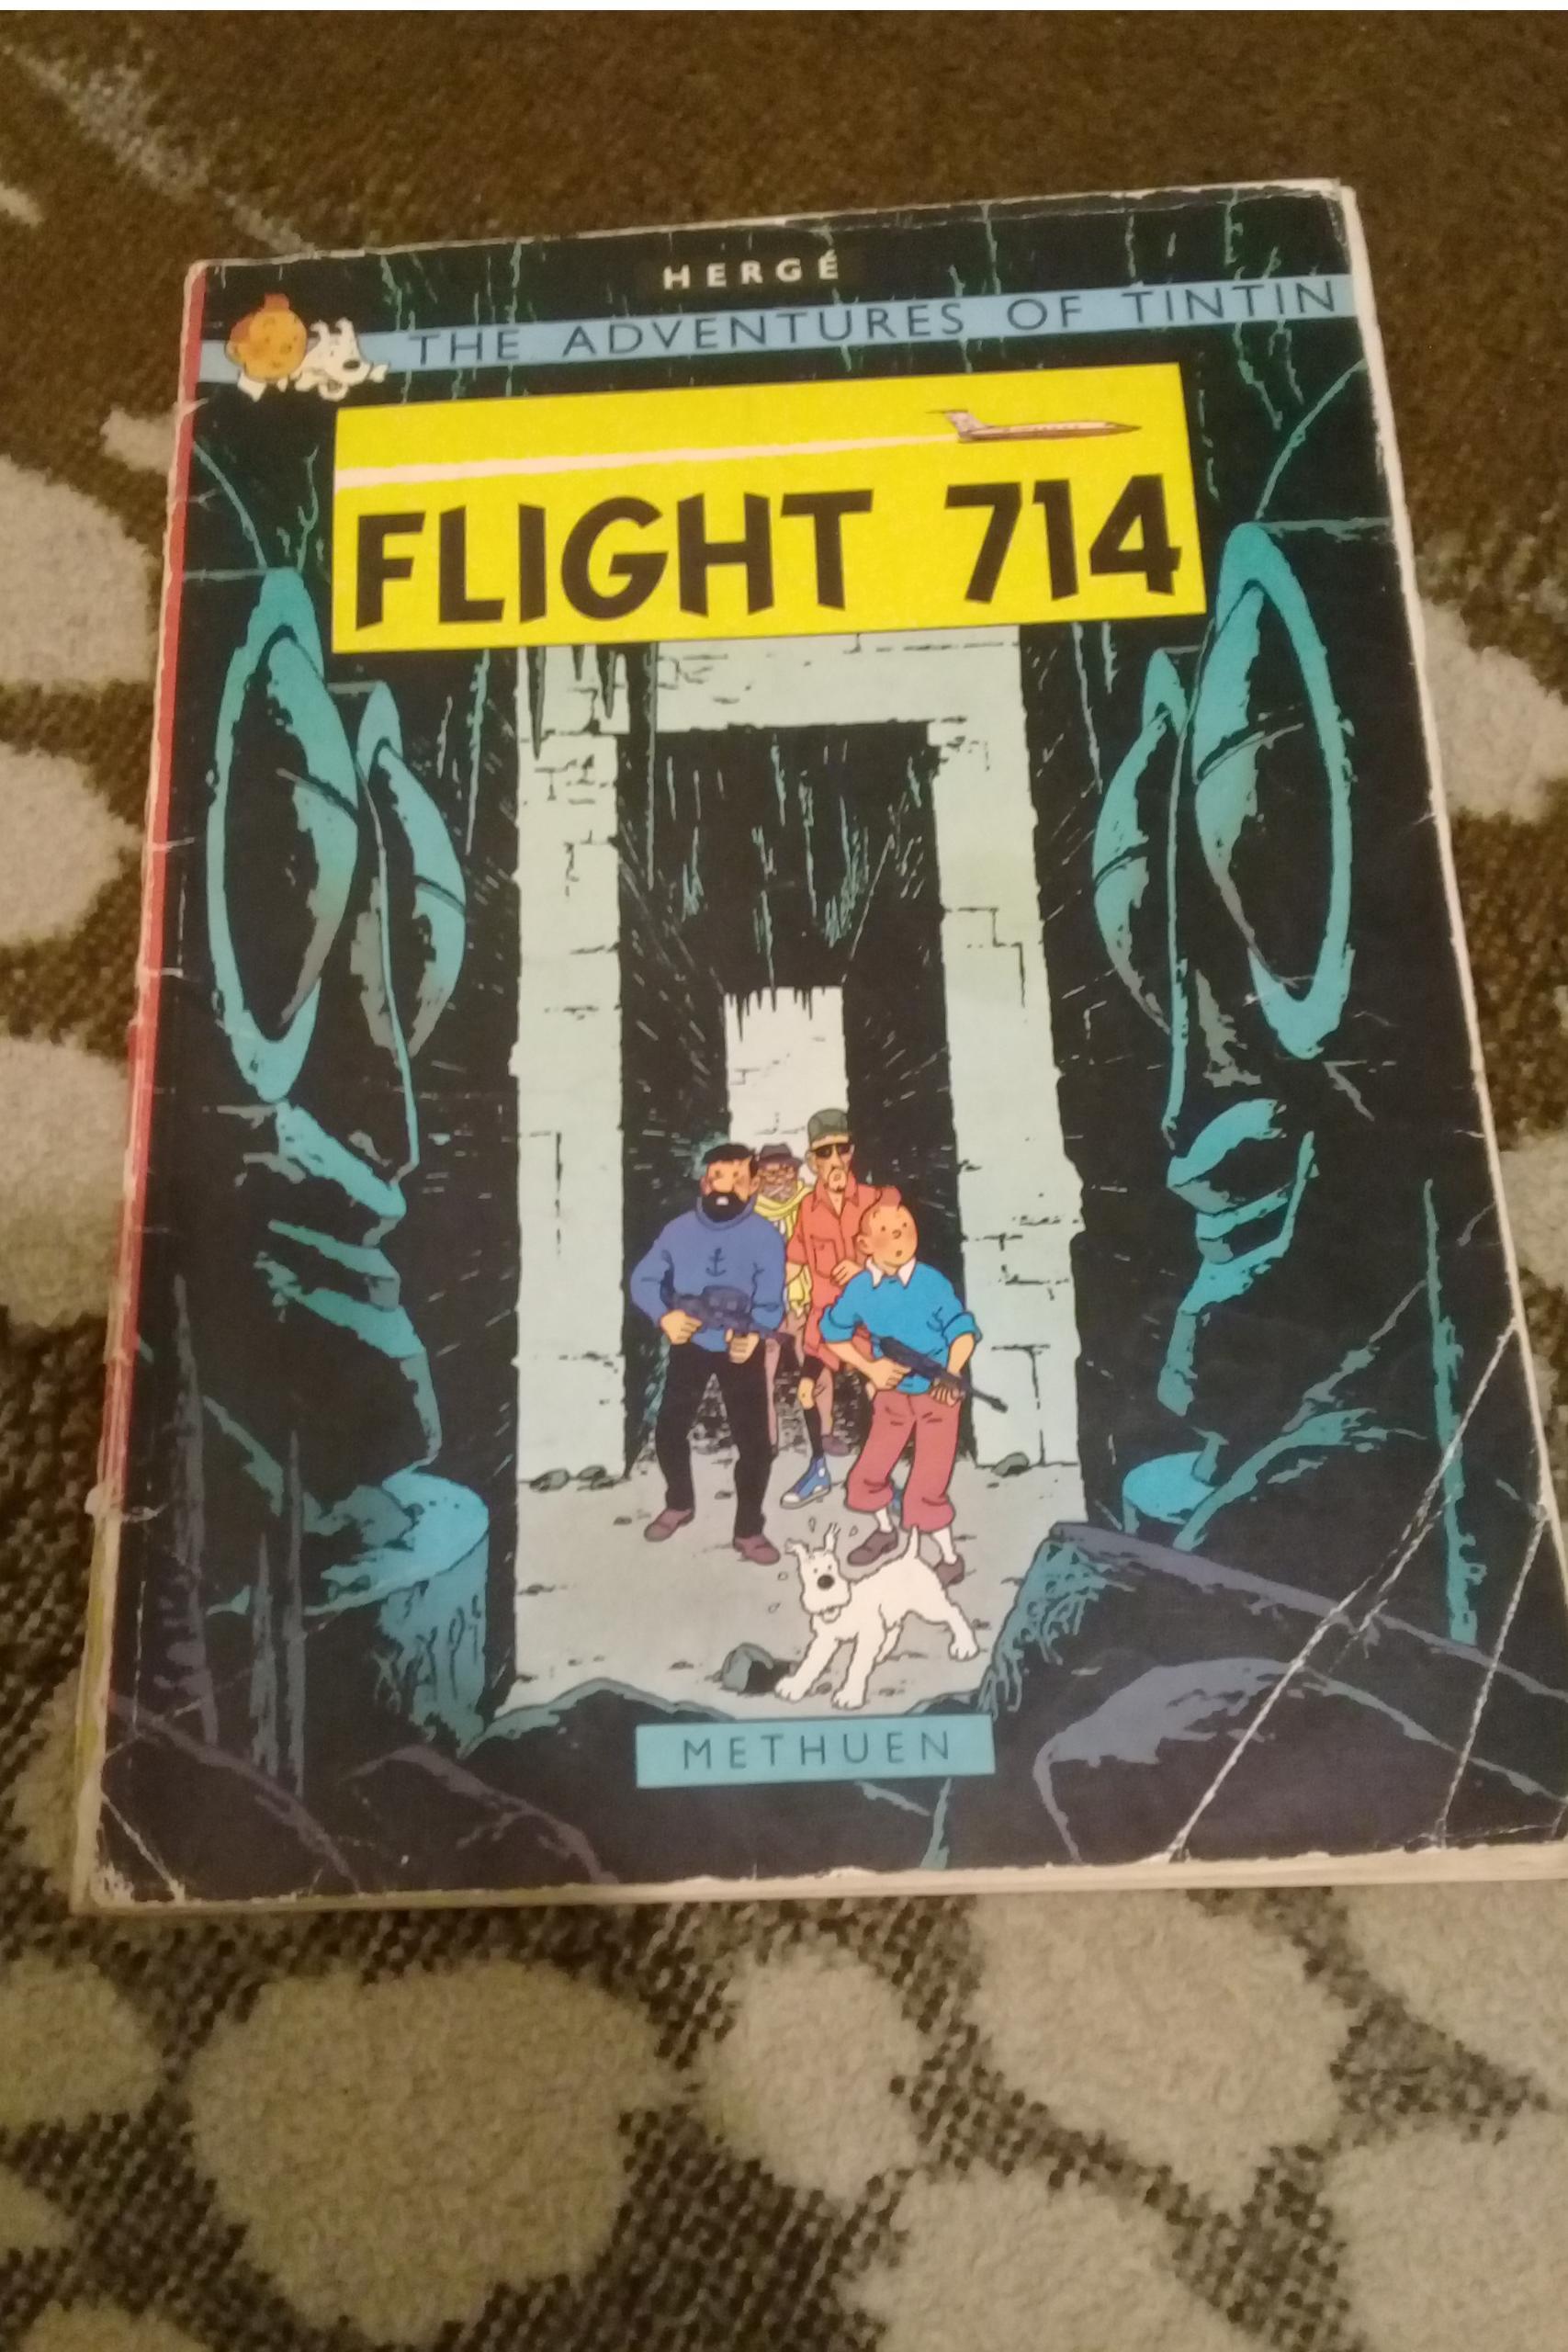 HERGÉ
THE ADVENTURES OF TINTIN
FLIGHT 714
METHUEN